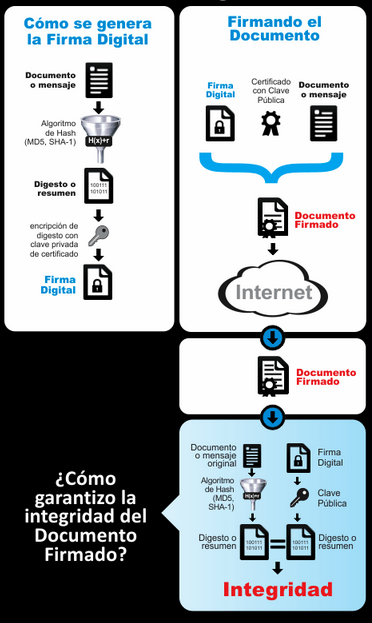 Cómo se genera
la Firma Digital
Documento
o mensaje
Algoritmo
de Hash
(MD5, SHA-1)
H(x)+r
Digesto o
resumen
100111
101011
encripción de
digesto con
clave privada
de certificado
Firma
Digital
Firmando el
Documento
Firma
Digital
Certificado
con Clave
Pública
Documento
o mensaje
Documento
Firmado
Internet
Documento
Firmado
¿Cómo
garantizo la
integridad del
Documento
Firmado?
Documento
o mensaje
original
Algoritmo
de Hash
(MD5,
SHA-1)
H(x)+r
Digesto o
resumen
100111
101011
=
Firma
Digital
Clave
Pública
100111
101011
Digesto o
resumen
Integridad